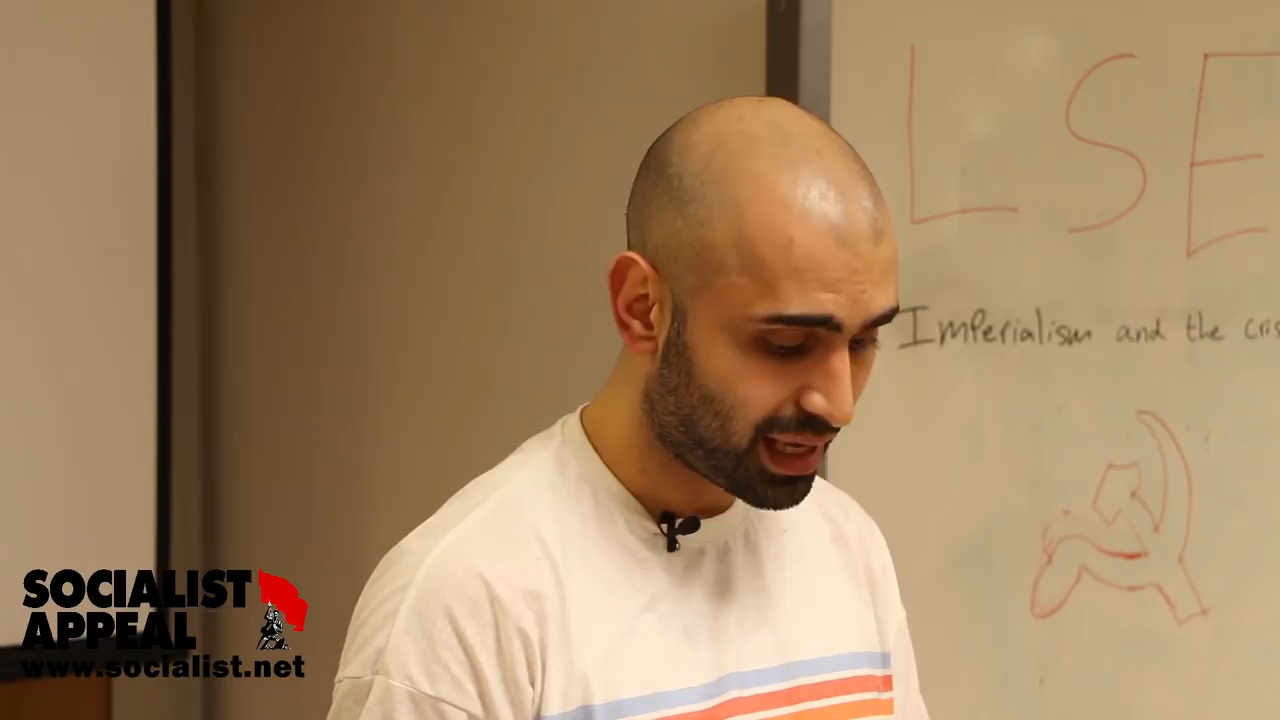 LSE
Imperialism and the
SOCIALIST
APPEAL
www.socialist.net